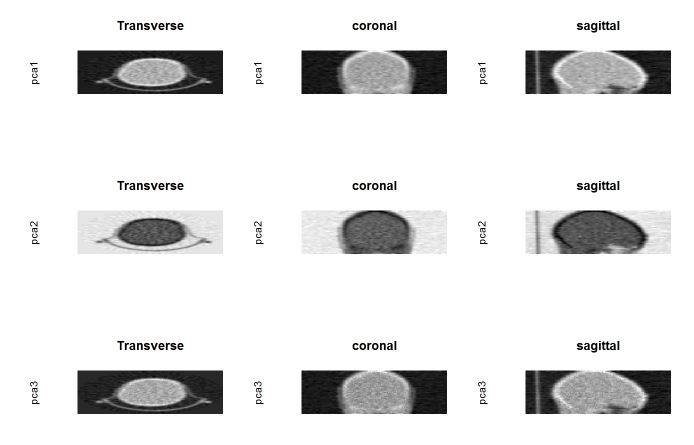 Transverse coronal sagittal
pca1 pca1 pca1
Transverse coronal sagittal
pca2 pca2 pca2
Transverse coronal sagittal
pca3 pca3 pca3